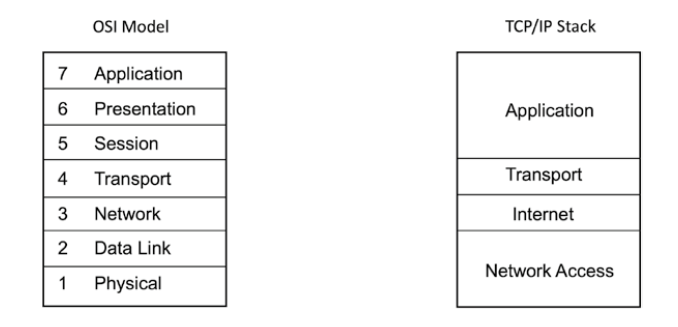 OSI Model
7 Application
6 Presentation
5 Session
4 Transport
3 Network
2 Data Link
1 Physical
TCP/IP Stack
Application
Transport
Internet
Network Access